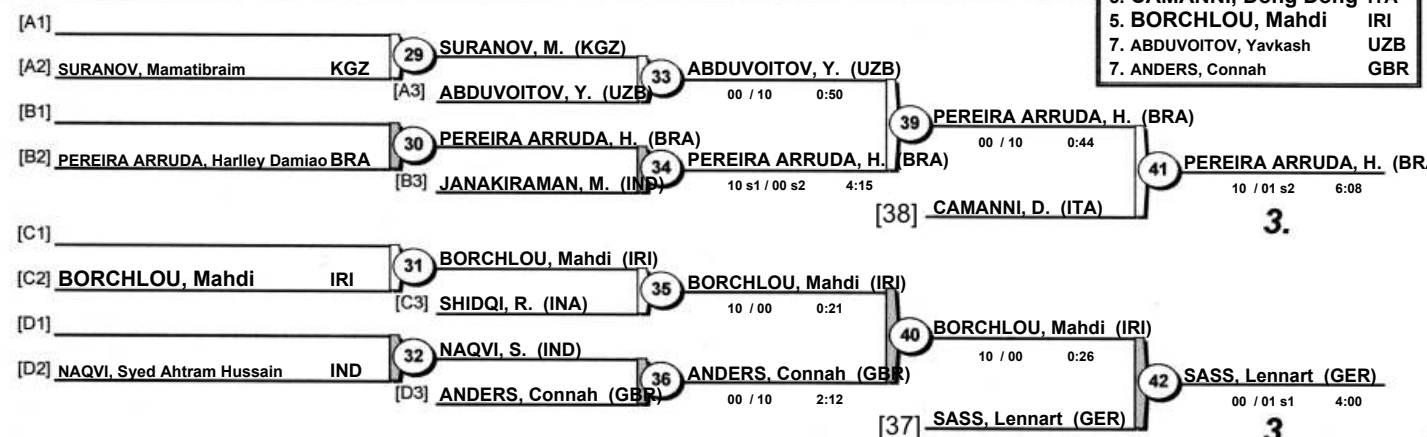 5. CAMANNI, Dong Dong ITA
5. BORCHLOU, Mahdi IRI
7. ABDUVOITOV, Yavkash UZB
7. ANDERS, Connah GBR
[A1]
[A2] SURANOV, Mamatibraim KGZ
29
SURANOV, M. (KGZ)
[A3] ABDUVOITOV, Y. (UZB)
33
ABDUVOITOV, Y. (UZB)
00 / 10 0:50
[B1]
[B2] PEREIRA ARRUDA, Harlley Damiao BRA
30
PEREIRA ARRUDA, H. (BRA)
[B3] JANAKIRAMAN, M. (IND)
34
PEREIRA ARRUDA, H. (BRA)
10 s1 / 00 s2 4:15
39
PEREIRA ARRUDA, H. (BRA)
00 / 10 0:44
[38] CAMANNI, D. (ITA)
41
PEREIRA ARRUDA, H. (BRA
10 / 01 s2 6:08
3.
[C1]
[C2] BORCHLOU, Mahdi IRI
31
BORCHLOU, Mahdi (IRI)
[C3] SHIDQI, R. (INA)
35
BORCHLOU, Mahdi (IRI)
10 / 00 0:21
[D1]
[D2] NAQVI, Syed Ahtram Hussain IND
32
NAQVI, S. (IND)
[D3] ANDERS, Connah (GBR)
36
ANDERS, Connah (GBR)
00 / 10 2:12
40
BORCHLOU, Mahdi (IRI)
10 / 00 0:26
[37] SASS, Lennart (GER)
42
SASS, Lennart (GER)
00 / 01 s1 4:00
3